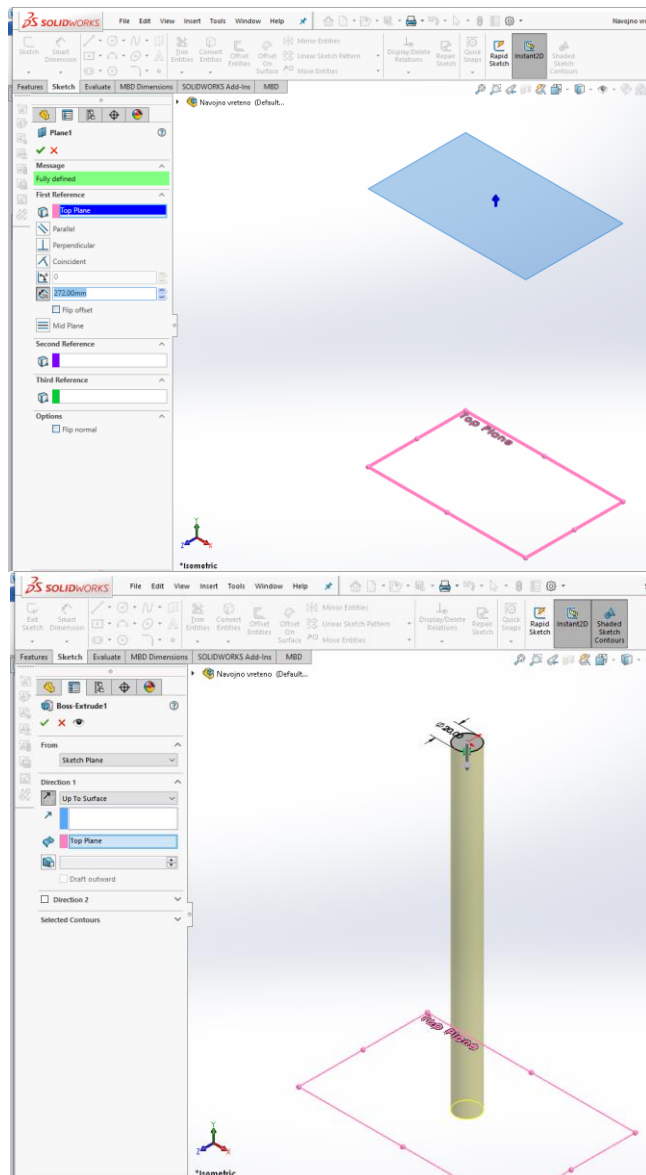 SOLIDWORKS File Edit View Insert Tools Window Help Navojno vr
Sketch Smart Dimension Trim Entities Convert Entities Offset Entities Offset On Surface Mirror Entities Linear Sketch Pattern Move Entities Display/Delete Relations Repair Sketch Quick Snaps Rapid Sketch Instant2D Shaded Sketch Contours
Features Sketch Evaluate MBD Dimensions SOLIDWORKS Add-Ins MBD
Navojno vreteno (Default...
Plane1
Message
Fully defined
First Reference
Top Plane
Parallel
Perpendicular
Coincident
0
272.00mm
Flip offset
Mid Plane
Second Reference
Third Reference
Options
Flip normal
Top Plane
Y
Z X
*Isometric
SOLIDWORKS File Edit View Insert Tools Window Help
Exit Sketch Smart Dimension Trim Entities Convert Entities Offset Entities Offset On Surface Mirror Entities Linear Sketch Pattern Move Entities Display/Delete Relations Repair Sketch Quick Snaps Rapid Sketch Instant2D Shaded Sketch Contours
Features Sketch Evaluate MBD Dimensions SOLIDWORKS Add-Ins MBD
Navojno vreteno (Default...
Boss-Extrude1
From
Sketch Plane
Direction 1
Up To Surface
Top Plane
Draft outward
Direction 2
Selected Contours
Ø20.00
Top Plane
Y
Z X
*Isometric